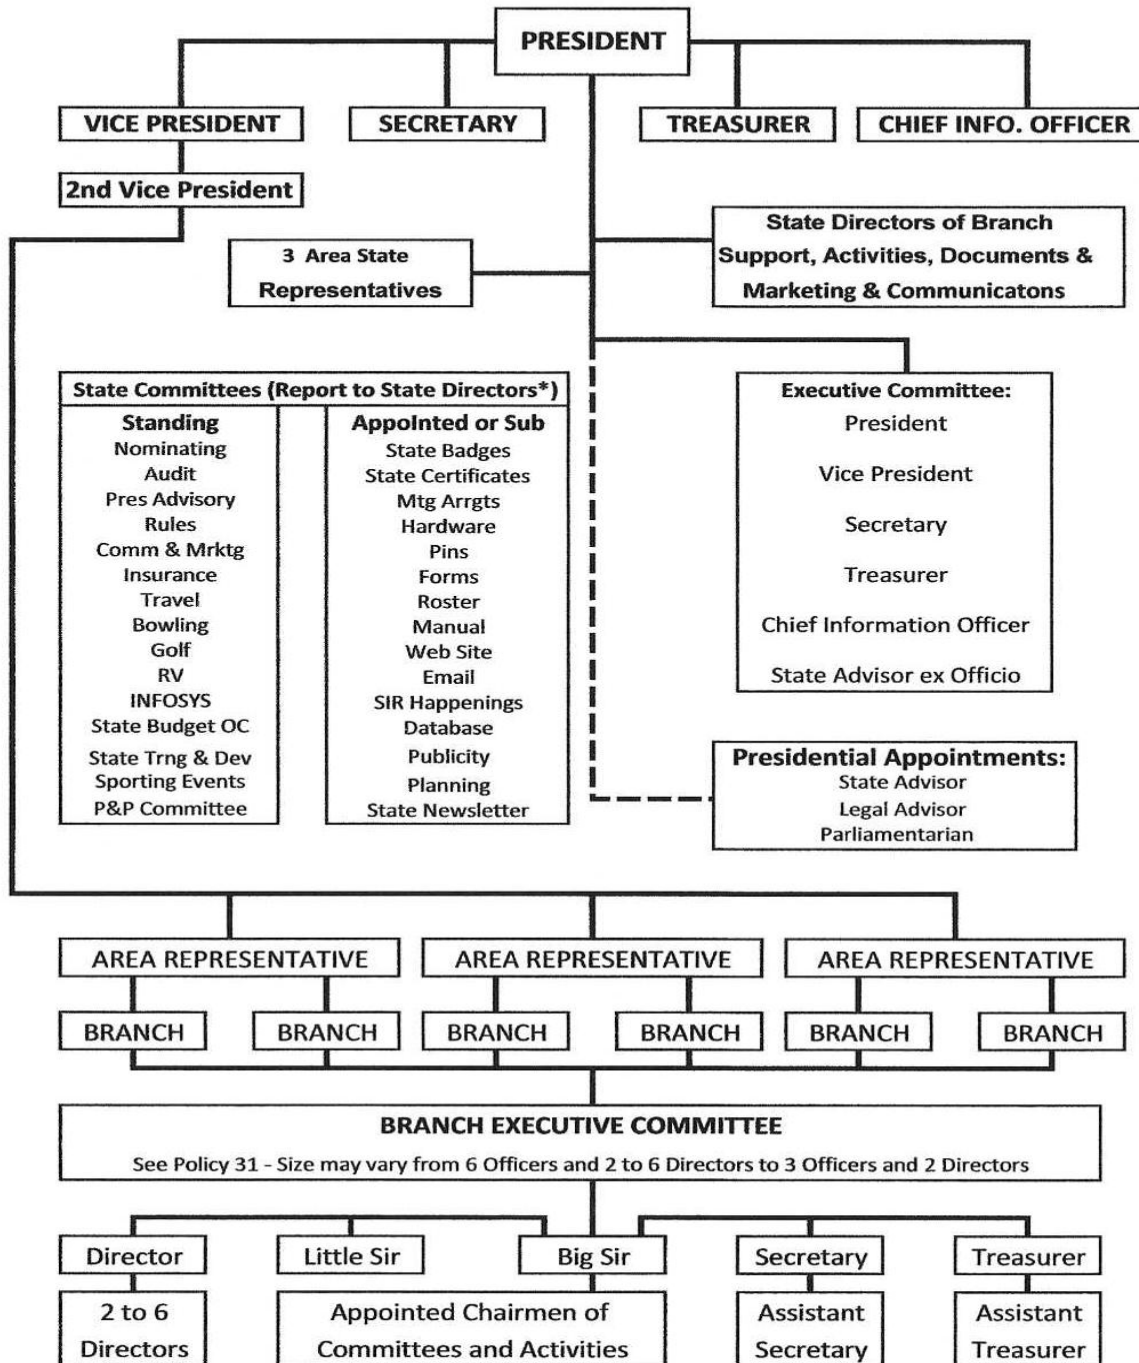 PRESIDENT
VICE PRESIDENT
SECRETARY
TREASURER
CHIEF INFO. OFFICER
2nd Vice President
3 Area State
Representatives
State Directors of Branch
Support, Activities, Documents &
Marketing & Communicatons
State Committees (Report to State Directors*)
Standing
Nominating
Audit
Pres Advisory
Rules
Comm & Mrktg
Insurance
Travel
Bowling
Golf
RV
INFOSYS
State Budget OC
State Trng & Dev
Sporting Events
P&P Committee
Appointed or Sub
State Badges
State Certificates
Mtg Arrgts
Hardware
Pins
Forms
Roster
Manual
Web Site
Email
SIR Happenings
Database
Publicity
Planning
State Newsletter
Executive Committee:
President
Vice President
Secretary
Treasurer
Chief Information Officer
State Advisor ex Officio
Presidential Appointments:
State Advisor
Legal Advisor
Parliamentarian
AREA REPRESENTATIVE
AREA REPRESENTATIVE
AREA REPRESENTATIVE
BRANCH
BRANCH
BRANCH
BRANCH
BRANCH
BRANCH
BRANCH EXECUTIVE COMMITTEE
See Policy 31 - Size may vary from 6 Officers and 2 to 6 Directors to 3 Officers and 2 Directors
Director
Little Sir
Big Sir
Secretary
Treasurer
2 to 6
Directors
Appointed Chairmen of
Committees and Activities
Assistant
Secretary
Assistant
Treasurer